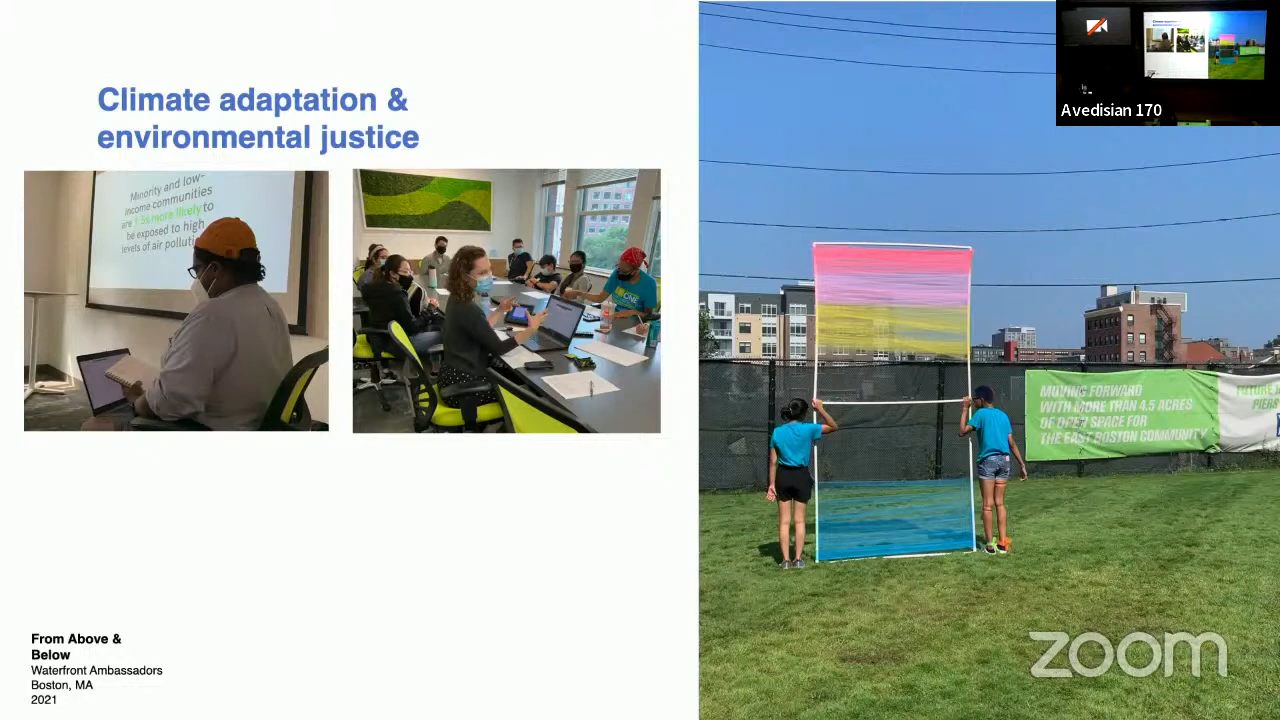 Climate adaptation &
environmental justice
Minority and low-
income communities
are more likely to
be exposed to high
levels of air
ONE
MOVING FORWARD
WITH MORE THAN 4.5 ACRES
OF OPEN SPACE FOR
THE EAST BOSTON COMMUNITY
PIERS
Avedisian 170
From Above &
Below
Waterfront Ambassadors
Boston, MA
2021
zoom